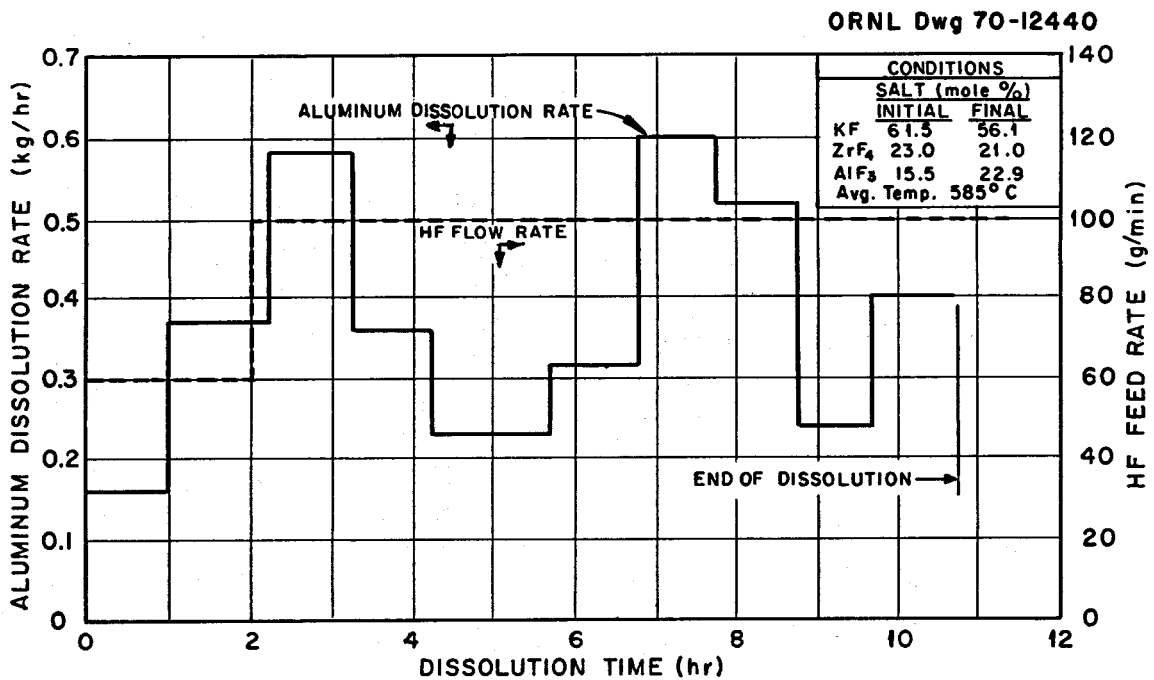 ORNL Dwg 70-12440
ALUMINUM DISSOLUTION RATE (kg/hr)
0.7
0.6
0.5
0.4
0.3
0.2
0.1
0
ALUMINUM DISSOLUTION RATE
HF FLOW RATE
END OF DISSOLUTION
CONDITIONS
SALT (mole %)
INITIAL FINAL
KF 61.5 56.1
ZrF₄ 23.0 21.0
AlF₃ 15.5 22.9
Avg. Temp. 585° C
140
120
100
80
60
40
20
0
HF FEED RATE (g/min)
0 2 4 6 8 10 12
DISSOLUTION TIME (hr)